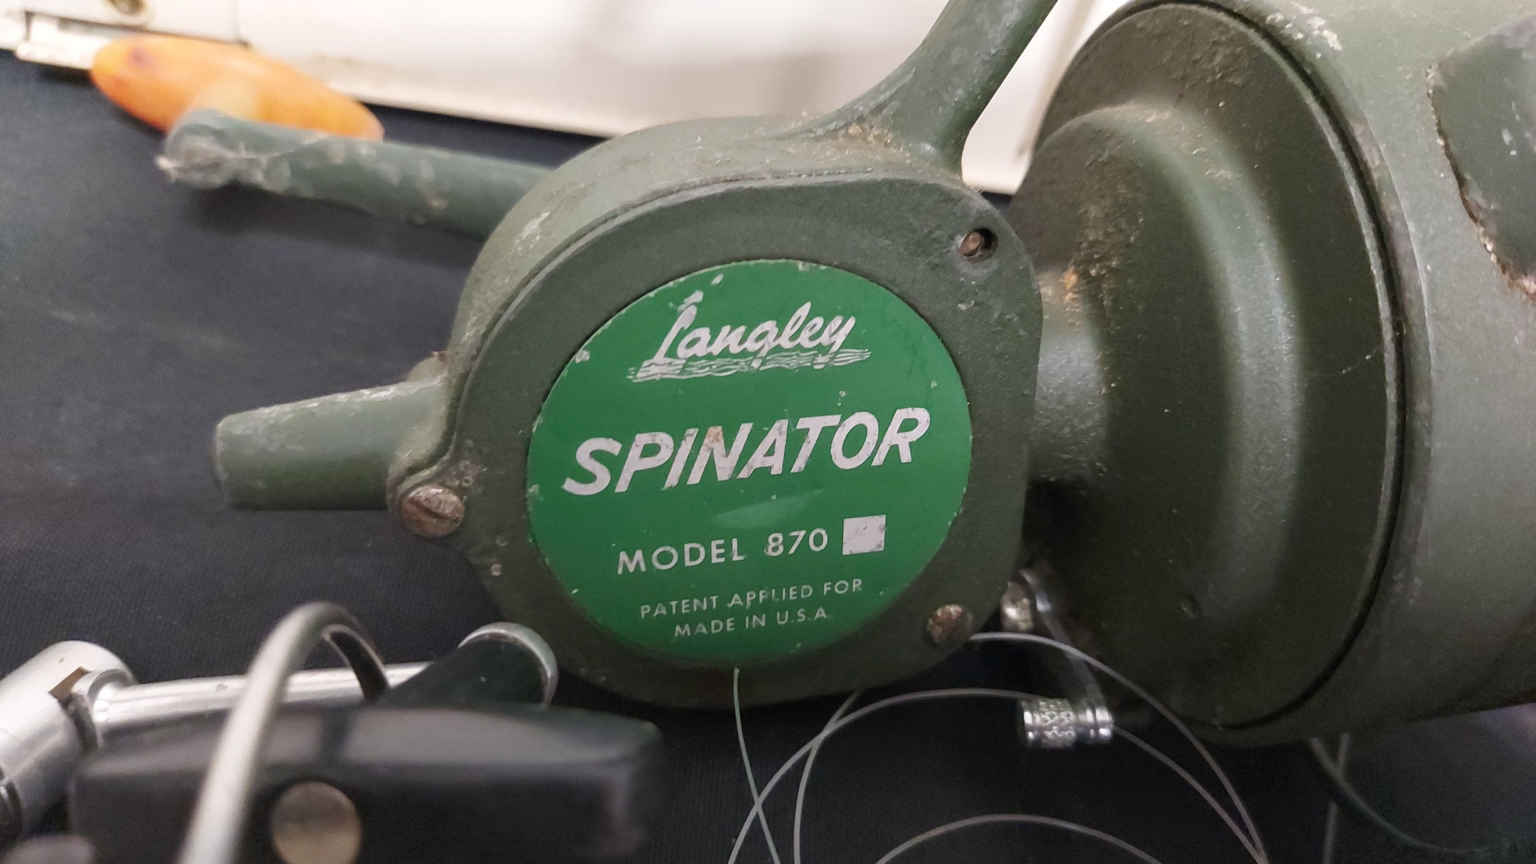 Langley
SPINATOR
MODEL 870
PATENT APPLIED FOR
MADE IN U.S.A.